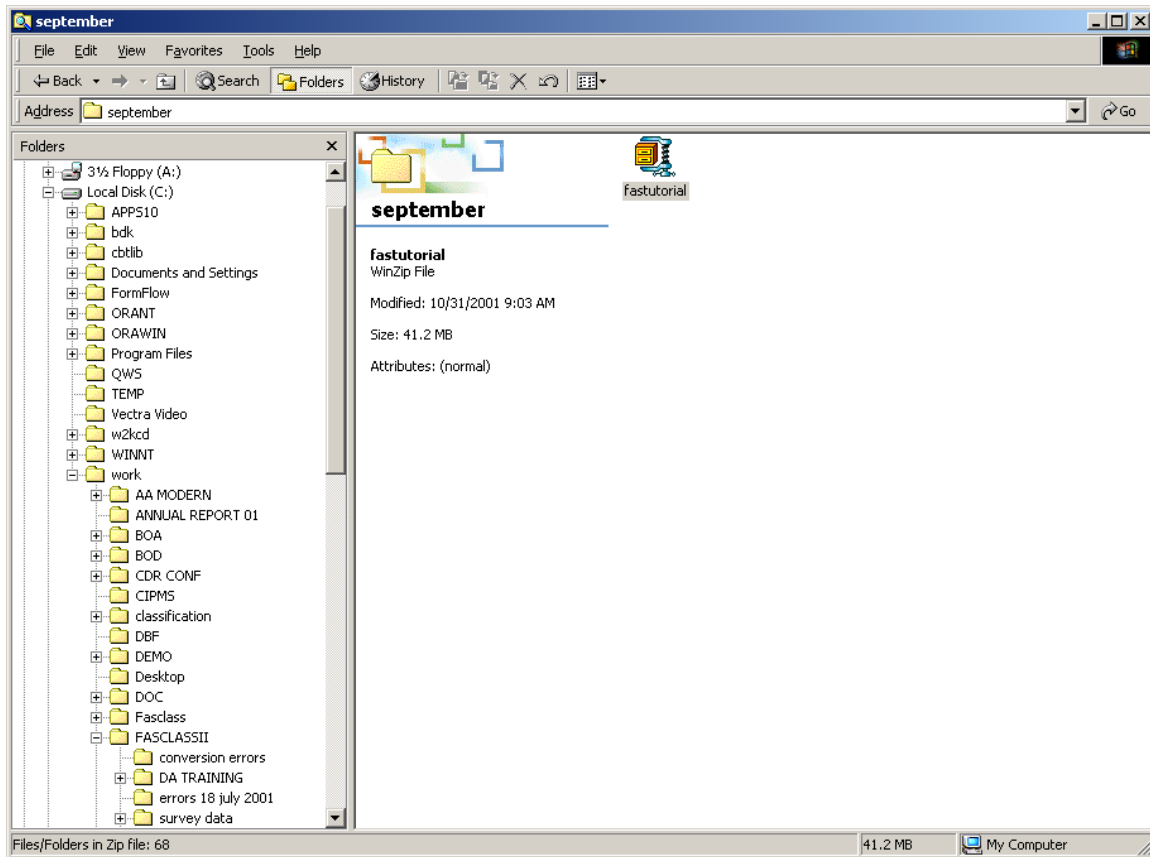 september
File Edit View Favorites Tools Help
Back Search Folders History
Address september Go
Folders
3½ Floppy (A:)
Local Disk (C:)
APPS10
bdk
cbtlib
Documents and Settings
FormFlow
ORANT
ORAWIN
Program Files
QWS
TEMP
Vectra Video
w2kcd
WINNT
work
AA MODERN
ANNUAL REPORT 01
BOA
BOD
CDR CONF
CIPMS
classification
DBF
DEMO
Desktop
DOC
Fasclass
FASCLASSII
conversion errors
DA TRAINING
errors 18 july 2001
survey data
september
fastutorial
WinZip File
Modified: 10/31/2001 9:03 AM
Size: 41.2 MB
Attributes: (normal)
fastutorial
Files/Folders in Zip file: 68
41.2 MB
My Computer